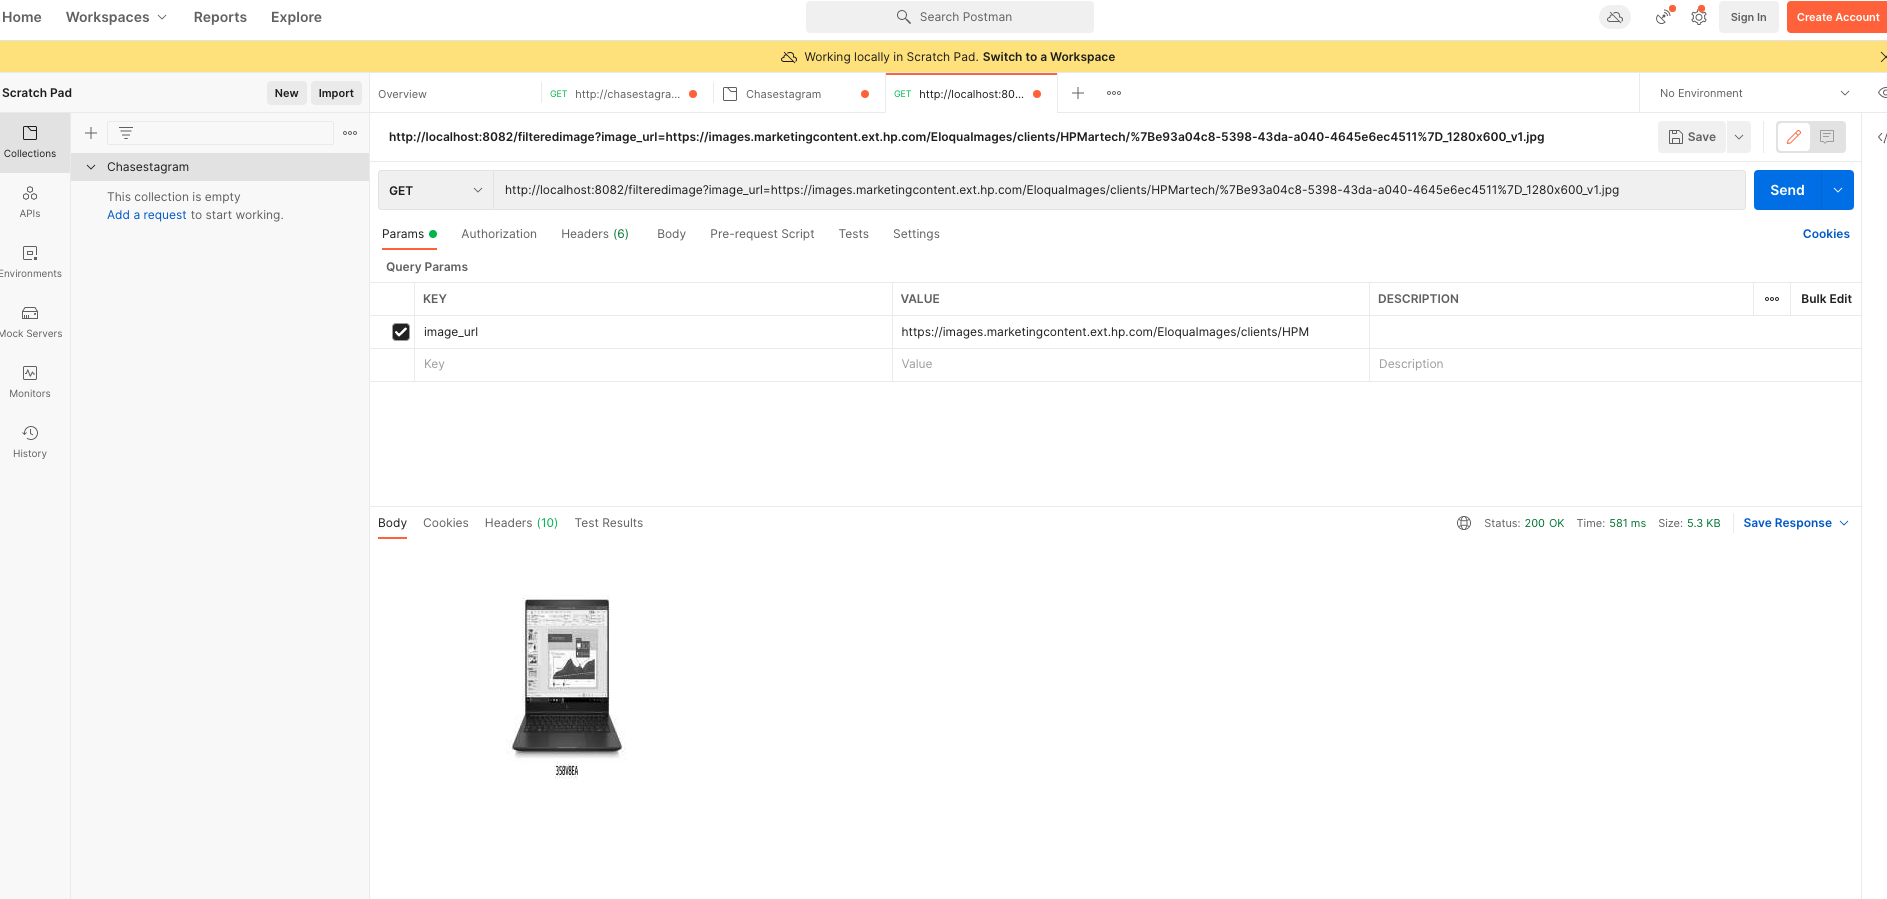 Home Workspaces Reports Explore Search Postman Sign In Create Account
Working locally in Scratch Pad. Switch to a Workspace
Scratch Pad New Import Overview GET http://chasestagra... Chasestagram GET http://localhost:80... No Environment
Collections
APIs
Environments
Mock Servers
Monitors
History
Chasestagram
This collection is empty
Add a request to start working.
http://localhost:8082/filteredimage?image_url=https://images.marketingcontent.ext.hp.com/EloquaImages/clients/HPMartech/%7Be93a04c8-5398-43da-a040-4645e6ec4511%7D_1280x600_v1.jpg Save
GET http://localhost:8082/filteredimage?image_url=https://images.marketingcontent.ext.hp.com/EloquaImages/clients/HPMartech/%7Be93a04c8-5398-43da-a040-4645e6ec4511%7D_1280x600_v1.jpg Send
Params Authorization Headers (6) Body Pre-request Script Tests Settings Cookies
Query Params
KEY VALUE DESCRIPTION Bulk Edit
image_url https://images.marketingcontent.ext.hp.com/EloquaImages/clients/HPM
Key Value Description
Body Cookies Headers (10) Test Results Status: 200 OK Time: 581 ms Size: 5.3 KB Save Response
358V8EA